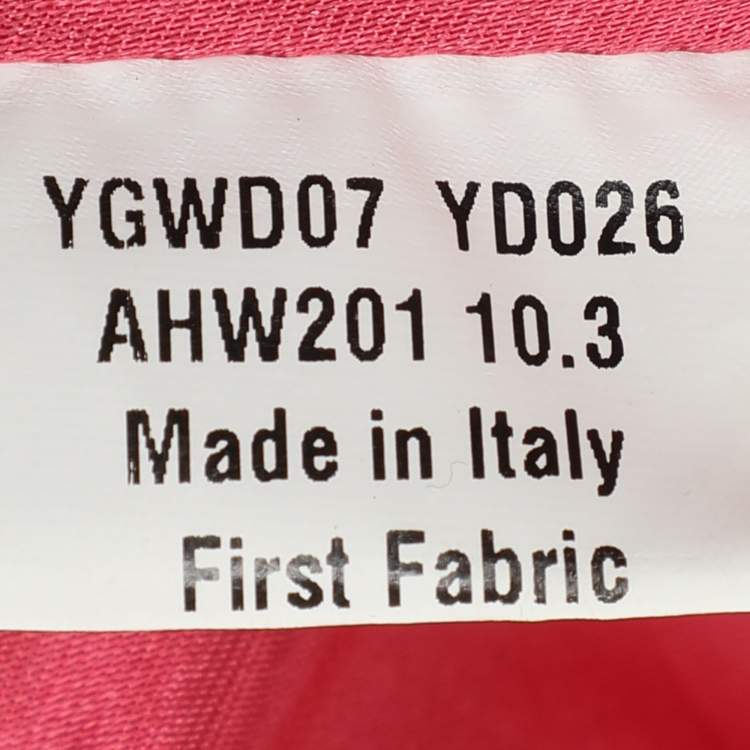 YGWD07 YD026
AHW201 10.3
Made in Italy
First Fabric